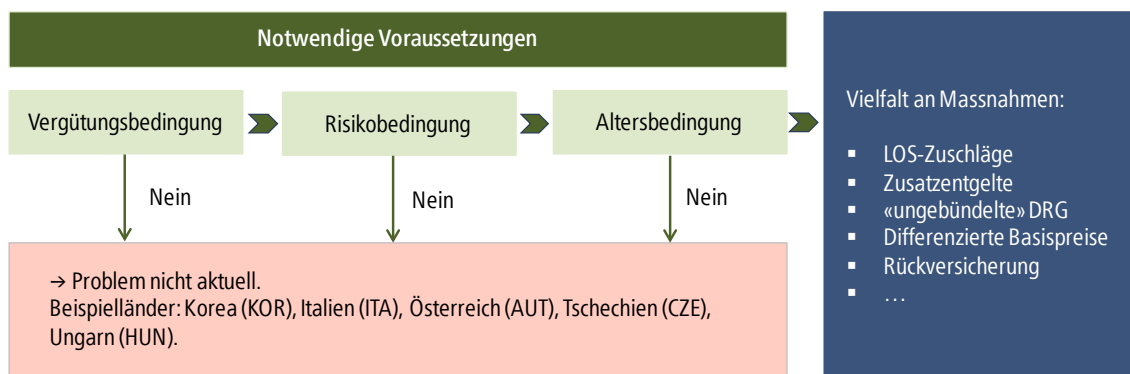 Notwendige Voraussetzungen
Vergütungsbedingung
Risikobedingung
Altersbedingung
Nein
Nein
Nein
→ Problem nicht aktuell.
Beispielländer: Korea (KOR), Italien (ITA), Österreich (AUT), Tschechien (CZE),
Ungarn (HUN).
Vielfalt an Massnahmen:
▪ LOS-Zuschläge
▪ Zusatzentgelte
▪ «ungebündelte» DRG
▪ Differenzierte Basispreise
▪ Rückversicherung
▪ …